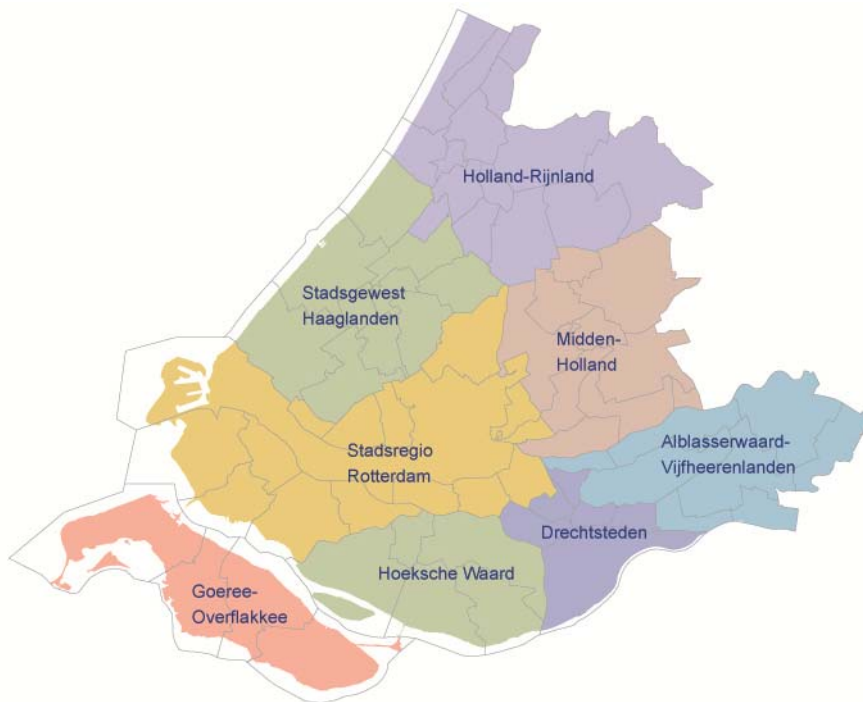 Holland-Rijnland
Stadsgewest
Haaglanden
Midden-
Holland
Stadsregio
Rotterdam
Alblasserwaard-
Vijfheerenlanden
Drechtsteden
Hoeksche Waard
Goeree-
Overflakkee